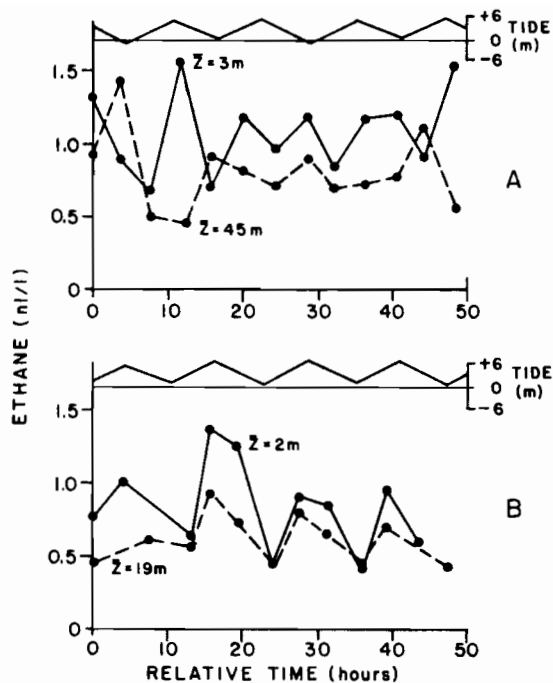 +6
0
-6
TIDE
(m)
Z̄ = 3m
1.5
1.0
0.5
0
A
Z̄ = 45m
0 10 20 30 40 50
ETHANE (nl/l)
+6
0
-6
TIDE
(m)
1.5
1.0
0.5
0
Z̄ = 2m
B
Z̄ = 19m
0 10 20 30 40 50
RELATIVE TIME (hours)